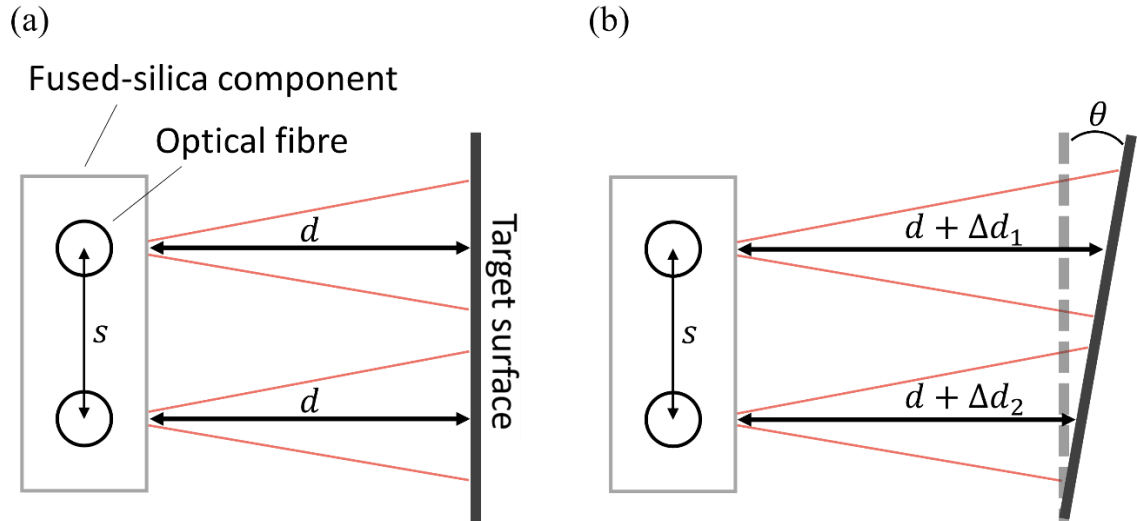 (a)
Fused-silica component
Optical fibre
d
s
d
Target surface
(b)
θ
d + Δd₁
s
d + Δd₂